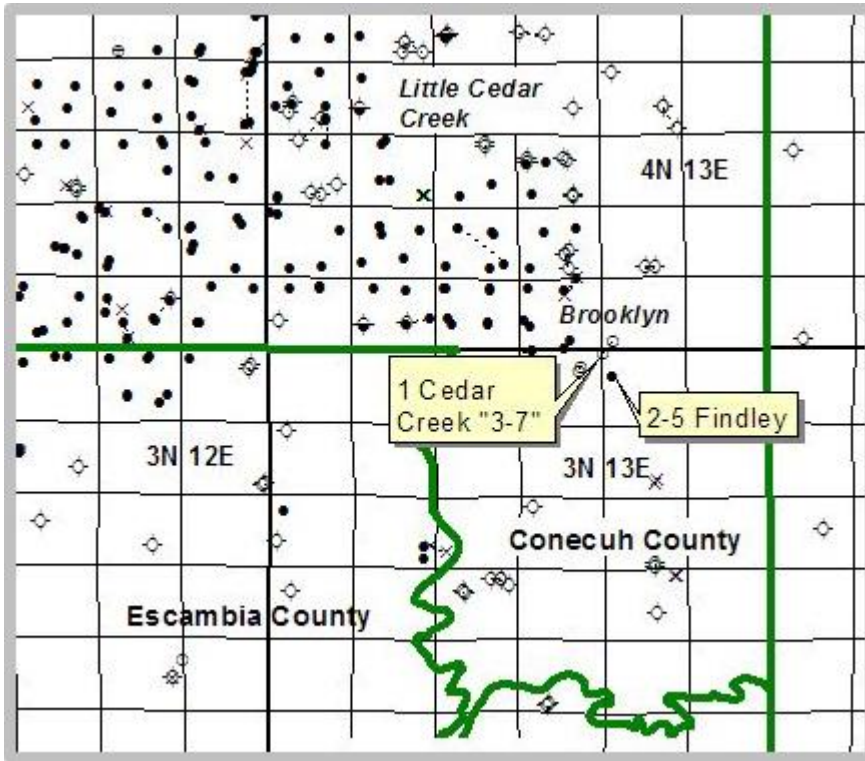 Little Cedar
Creek
4N 13E
Brooklyn
1 Cedar
Creek "3-7"
2-5 Findley
3N 12E
3N 13E
Conecuh County
Escambia County